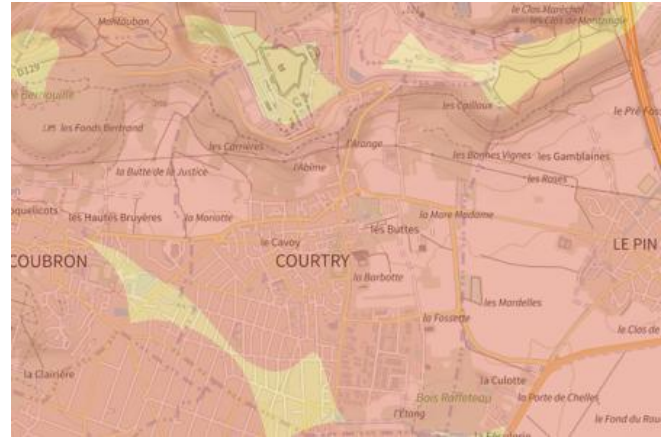 Montauban
le Clos Maréchal
les Clos de Montzaigle
D129
les Fonds Bertrand
les Cailloux
le Pré
les Carrières
l'Arange
l'Abîme
la Butte de la Justice
les Bonnes Vignes
les Gamblaines
les Roses
oquelicots
les Hautes Bruyères
la Moriotte
la Mare Madame
les Buttes
le Cavoy
LE PIN
COUBRON
COURTRY
la Barbotte
les Mardelles
la Fossette
le Clos de
la Clairière
la Culotte
Bois Raffeteau
la Porte de Chelles
l'Étang
le Fond du Rou